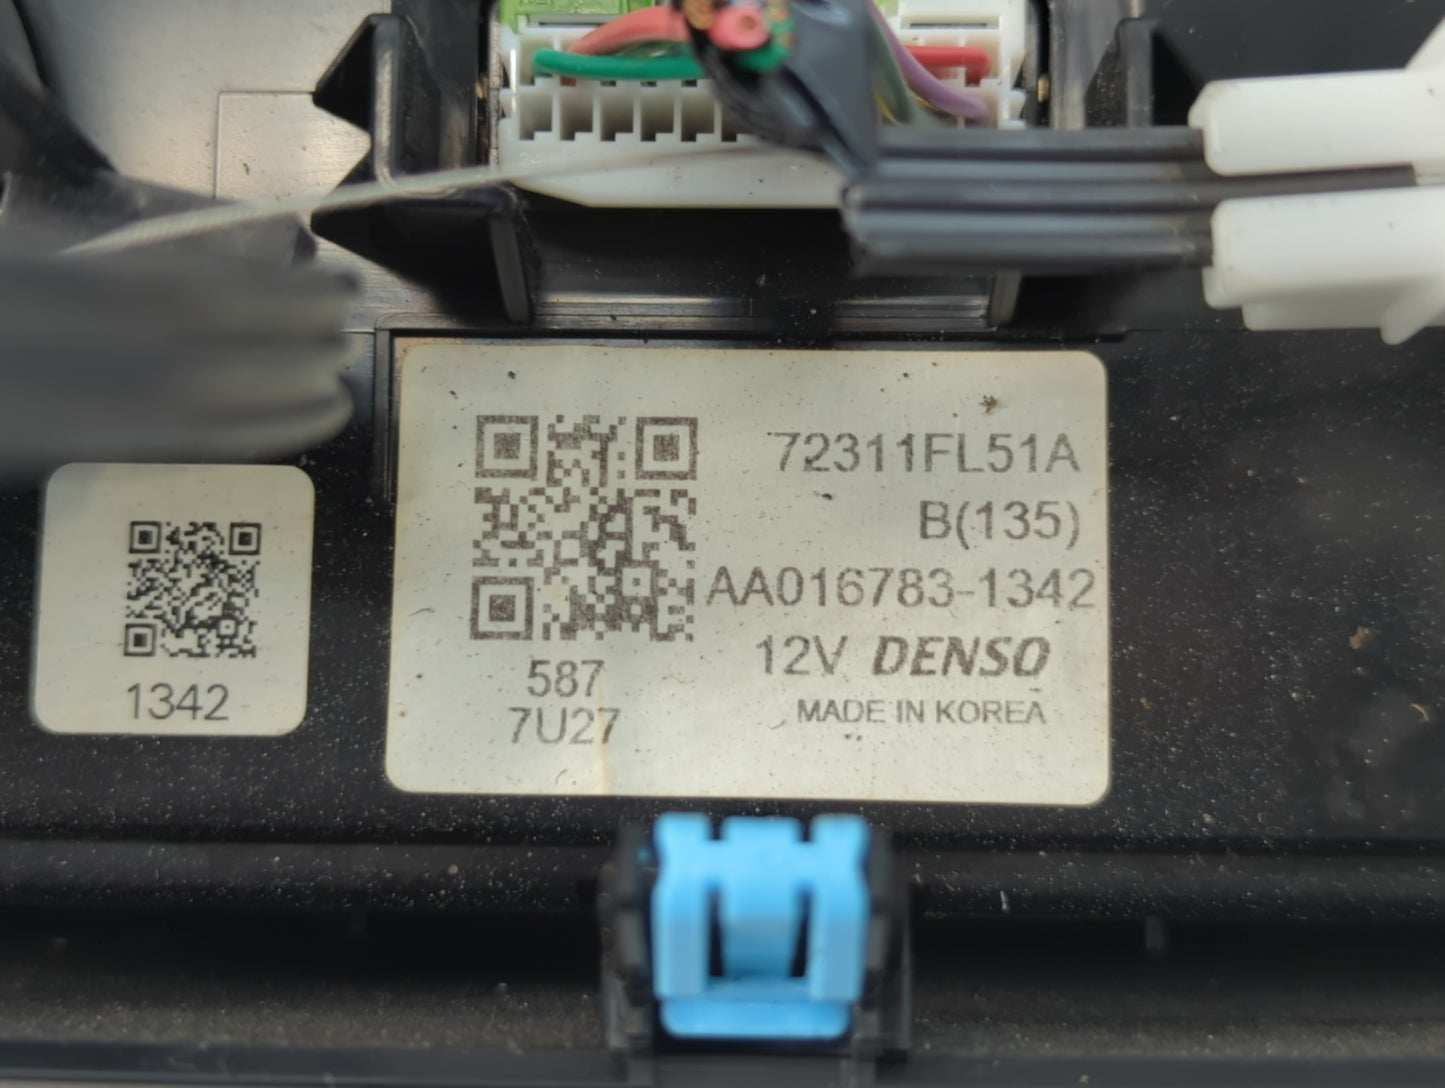 72311FL51A
B(135)
AA016783-1342
12V DENSO
MADE IN KOREA
587
7U27
1342